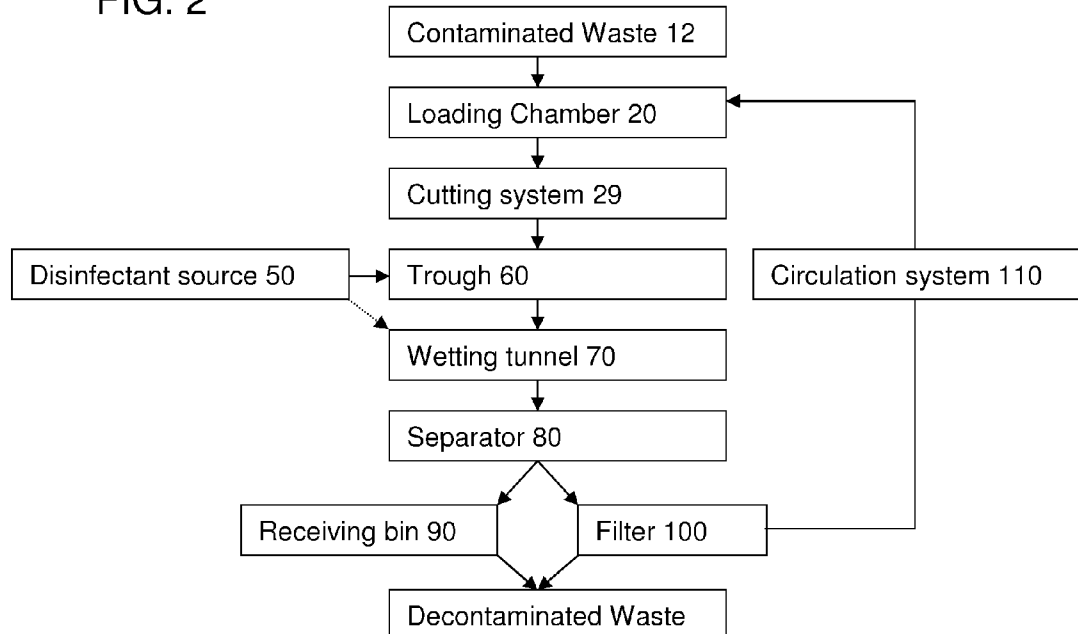 FIG. 2
Contaminated Waste 12
Loading Chamber 20
Cutting system 29
Disinfectant source 50
Trough 60
Circulation system 110
Wetting tunnel 70
Separator 80
Receiving bin 90
Filter 100
Decontaminated Waste